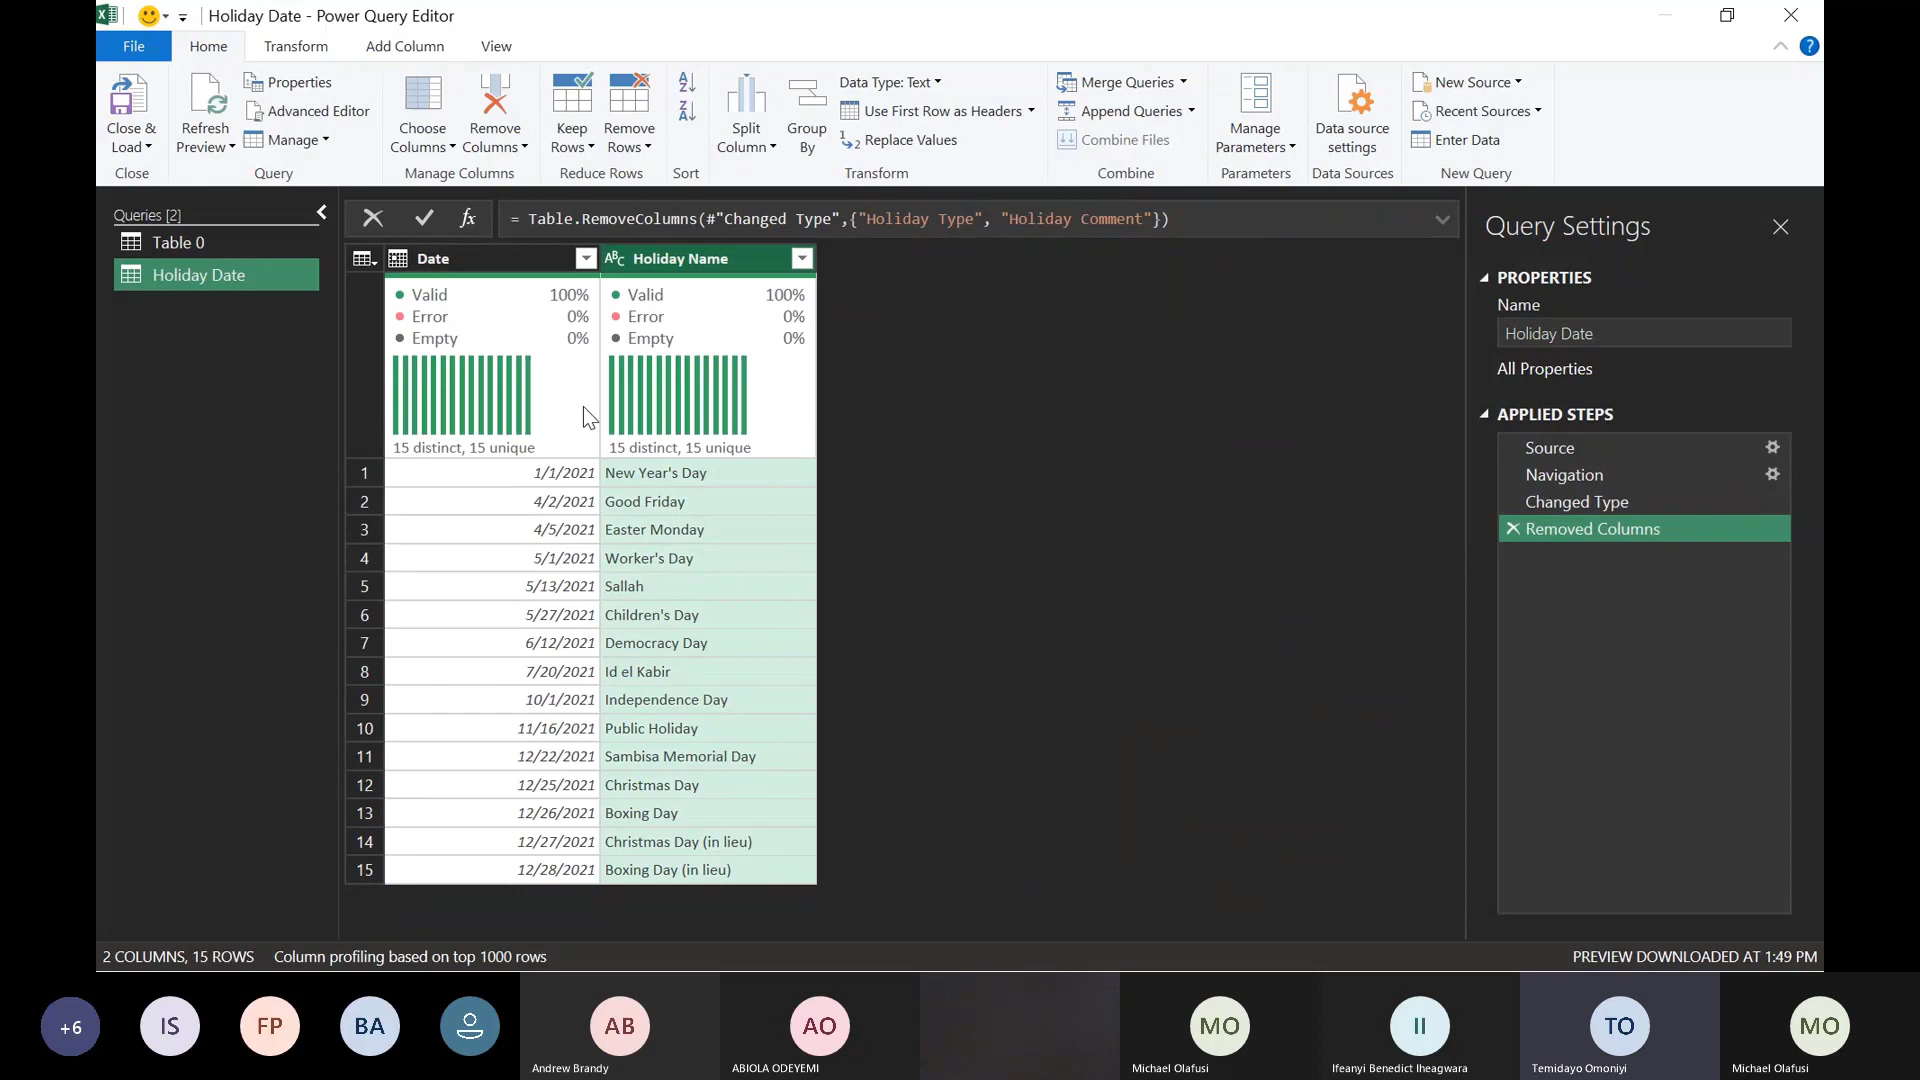 Holiday Date - Power Query Editor
File Home Transform Add Column View
Close & Load
Close
Refresh Preview
Properties
Advanced Editor
Manage
Query
Choose Columns
Remove Columns
Manage Columns
Keep Rows
Remove Rows
Reduce Rows
Sort
Split Column
Group By
Data Type: Text
Use First Row as Headers
Replace Values
Transform
Merge Queries
Append Queries
Combine Files
Combine
Manage Parameters
Parameters
Data source settings
Data Sources
New Source
Recent Sources
Enter Data
New Query
Queries [2]
Table 0
Holiday Date
fx = Table.RemoveColumns(#"Changed Type",{"Holiday Type", "Holiday Comment"})
Date ABC Holiday Name
Valid 100% Valid 100%
Error 0% Error 0%
Empty 0% Empty 0%
15 distinct, 15 unique 15 distinct, 15 unique
1 1/1/2021 New Year's Day
2 4/2/2021 Good Friday
3 4/5/2021 Easter Monday
4 5/1/2021 Worker's Day
5 5/13/2021 Sallah
6 5/27/2021 Children's Day
7 6/12/2021 Democracy Day
8 7/20/2021 Id el Kabir
9 10/1/2021 Independence Day
10 11/16/2021 Public Holiday
11 12/22/2021 Sambisa Memorial Day
12 12/25/2021 Christmas Day
13 12/26/2021 Boxing Day
14 12/27/2021 Christmas Day (in lieu)
15 12/28/2021 Boxing Day (in lieu)
Query Settings
PROPERTIES
Name
Holiday Date
All Properties
APPLIED STEPS
Source
Navigation
Changed Type
Removed Columns
2 COLUMNS, 15 ROWS Column profiling based on top 1000 rows
PREVIEW DOWNLOADED AT 1:49 PM
+6 IS FP BA AB AO MO II TO MO
Andrew Brandy ABIOLA ODEYEMI Michael Olafusi Ifeanyi Benedict Iheagwara Temidayo Omoniyi Michael Olafusi